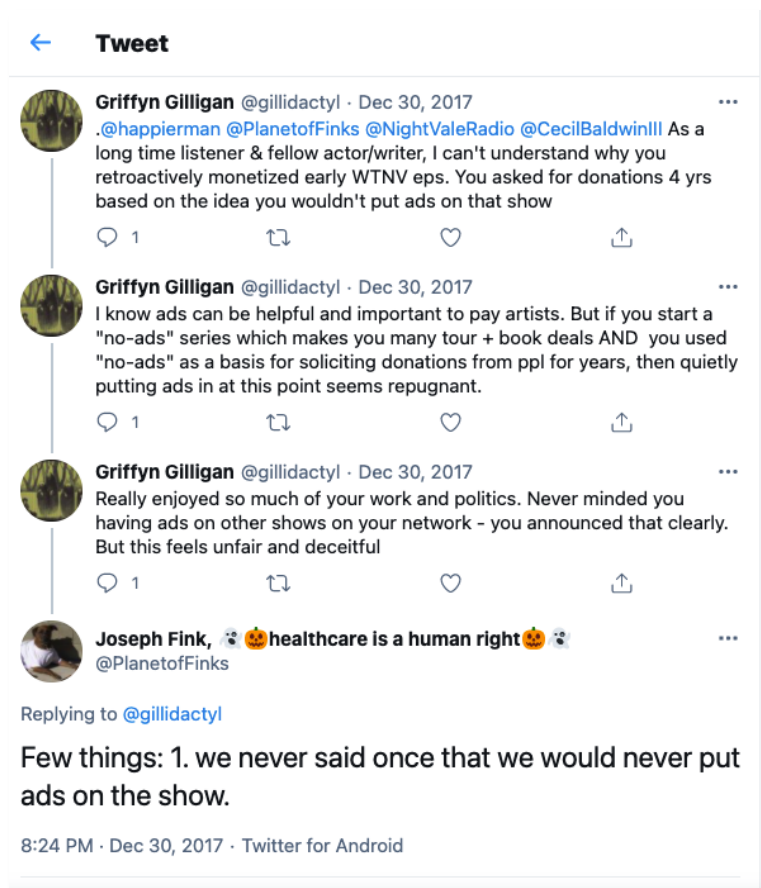 Tweet
Griffyn Gilligan @gillidactyl · Dec 30, 2017
.@happierman @PlanetofFinks @NightValeRadio @CecilBaldwinIII As a
long time listener & fellow actor/writer, I can't understand why you
retroactively monetized early WTNV eps. You asked for donations 4 yrs
based on the idea you wouldn't put ads on that show
1
Griffyn Gilligan @gillidactyl · Dec 30, 2017
I know ads can be helpful and important to pay artists. But if you start a
"no-ads" series which makes you many tour + book deals AND  you used
"no-ads" as a basis for soliciting donations from ppl for years, then quietly
putting ads in at this point seems repugnant.
1
Griffyn Gilligan @gillidactyl · Dec 30, 2017
Really enjoyed so much of your work and politics. Never minded you
having ads on other shows on your network - you announced that clearly.
But this feels unfair and deceitful
1
Joseph Fink, 👻🎃healthcare is a human right🎃👻
@PlanetofFinks
Replying to @gillidactyl
Few things: 1. we never said once that we would never put
ads on the show.
8:24 PM · Dec 30, 2017 · Twitter for Android